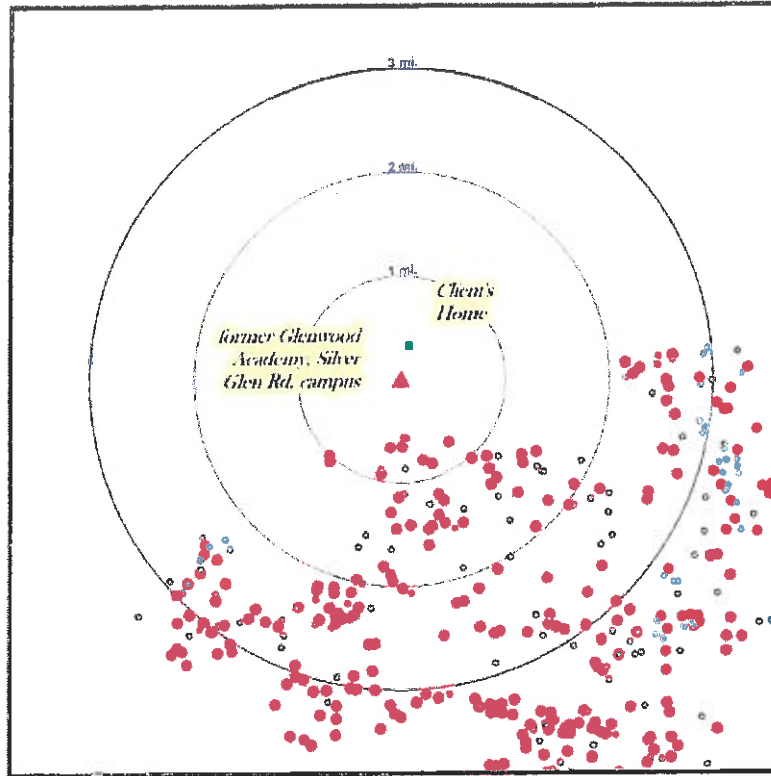 3 mi.
2 mi.
1 mi.
Client's
Home
former Glenwood
Academy, Silver
Glen Rd. campus